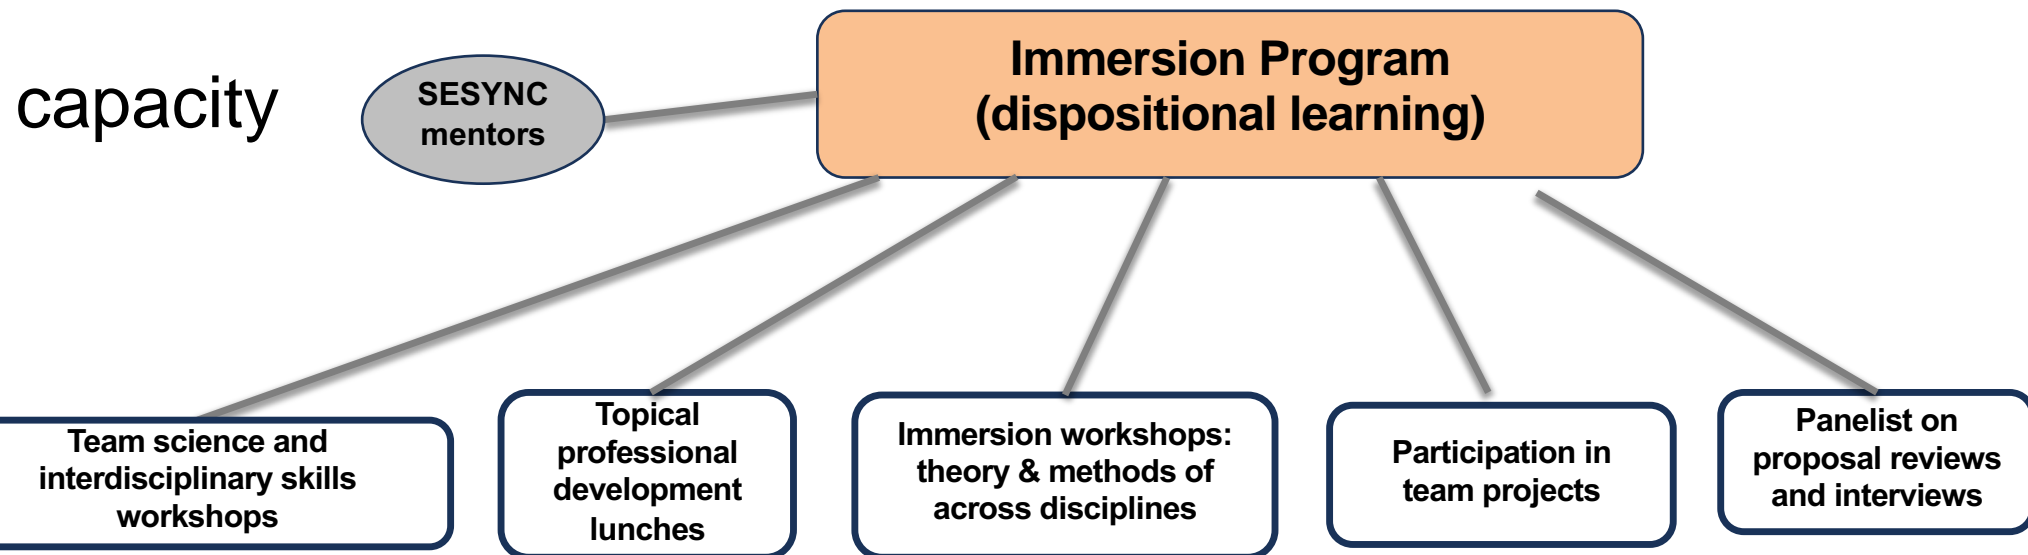 capacity
SESYNC
mentors
Immersion Program
(dispositional learning)
Team science and
interdisciplinary skills
workshops
Topical
professional
development
lunches
Immersion workshops:
theory & methods of
across disciplines
Participation in
team projects
Panelist on
proposal reviews
and interviews